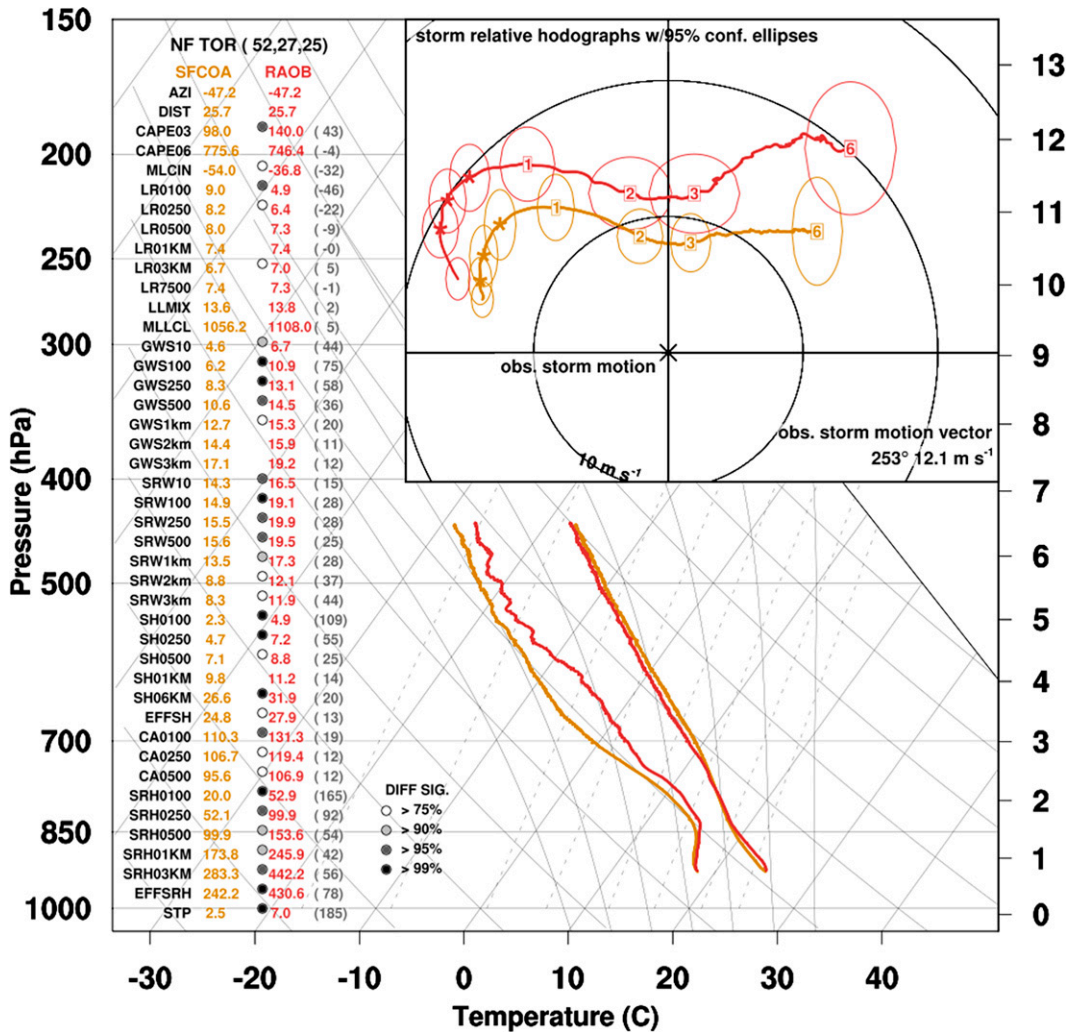 150
200
250
300
400
500
700
850
1000
Pressure (hPa)
NF TOR ( 52,27,25)
SFCOA RAOB
AZI -47.2 -47.2
DIST 25.7 25.7
CAPE03 98.0 140.0 ( 43)
CAPE06 775.6 746.4 ( -4)
MLCIN -54.0 -36.8 (-32)
LR0100 9.0 4.9 (-46)
LR0250 8.2 6.4 (-22)
LR0500 8.0 7.3 (-9)
LR01KM 7.4 7.4 (-0)
LR03KM 6.7 7.0 ( 5)
LR7500 7.4 7.3 (-1)
LLMIX 13.6 13.8 ( 2)
MLLCL 1056.2 1108.0 ( 5)
GWS10 4.6 6.7 ( 44)
GWS100 6.2 10.9 ( 75)
GWS250 8.3 13.1 ( 58)
GWS500 10.6 14.5 ( 36)
GWS1km 12.7 15.3 ( 20)
GWS2km 14.4 15.9 ( 11)
GWS3km 17.1 19.2 ( 12)
SRW10 14.3 16.5 ( 15)
SRW100 14.9 19.1 ( 28)
SRW250 15.5 19.9 ( 28)
SRW500 15.6 19.5 ( 25)
SRW1km 13.5 17.3 ( 28)
SRW2km 8.8 12.1 ( 37)
SRW3km 8.3 11.9 ( 44)
SH0100 2.3 4.9 (109)
SH0250 4.7 7.2 ( 55)
SH0500 7.1 8.8 ( 25)
SH01KM 9.8 11.2 ( 14)
SH06KM 26.6 31.9 ( 20)
EFFSH 24.8 27.9 ( 13)
CA0100 110.3 131.3 ( 19)
CA0250 106.7 119.4 ( 12)
CA0500 95.6 106.9 ( 12)
SRH0100 20.0 52.9 (165)
SRH0250 52.1 99.9 ( 92)
SRH0500 99.9 153.6 ( 54)
SRH01KM 173.8 245.9 ( 42)
SRH03KM 283.3 442.2 ( 56)
EFFSRH 242.2 430.6 ( 78)
STP 2.5 7.0 (185)
storm relative hodographs w/95% conf. ellipses
1
2
3
6
1
2
3
6
obs. storm motion
obs. storm motion vector
253° 12.1 m s-1
10 m s-1
DIFF SIG.
> 75%
> 90%
> 95%
> 99%
13
12
11
10
9
8
7
6
5
4
3
2
1
0
-30 -20 -10 0 10 20 30 40
Temperature (C)